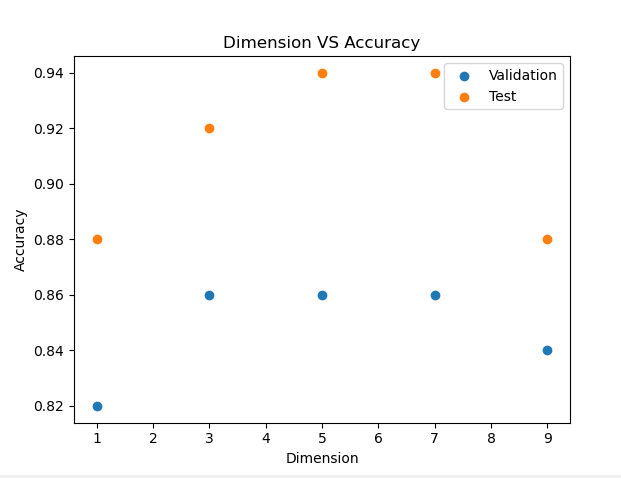 Dimension VS Accuracy
Validation
Test
0.94
0.92
0.90
0.88
0.86
0.84
0.82
Accuracy
1 2 3 4 5 6 7 8 9
Dimension